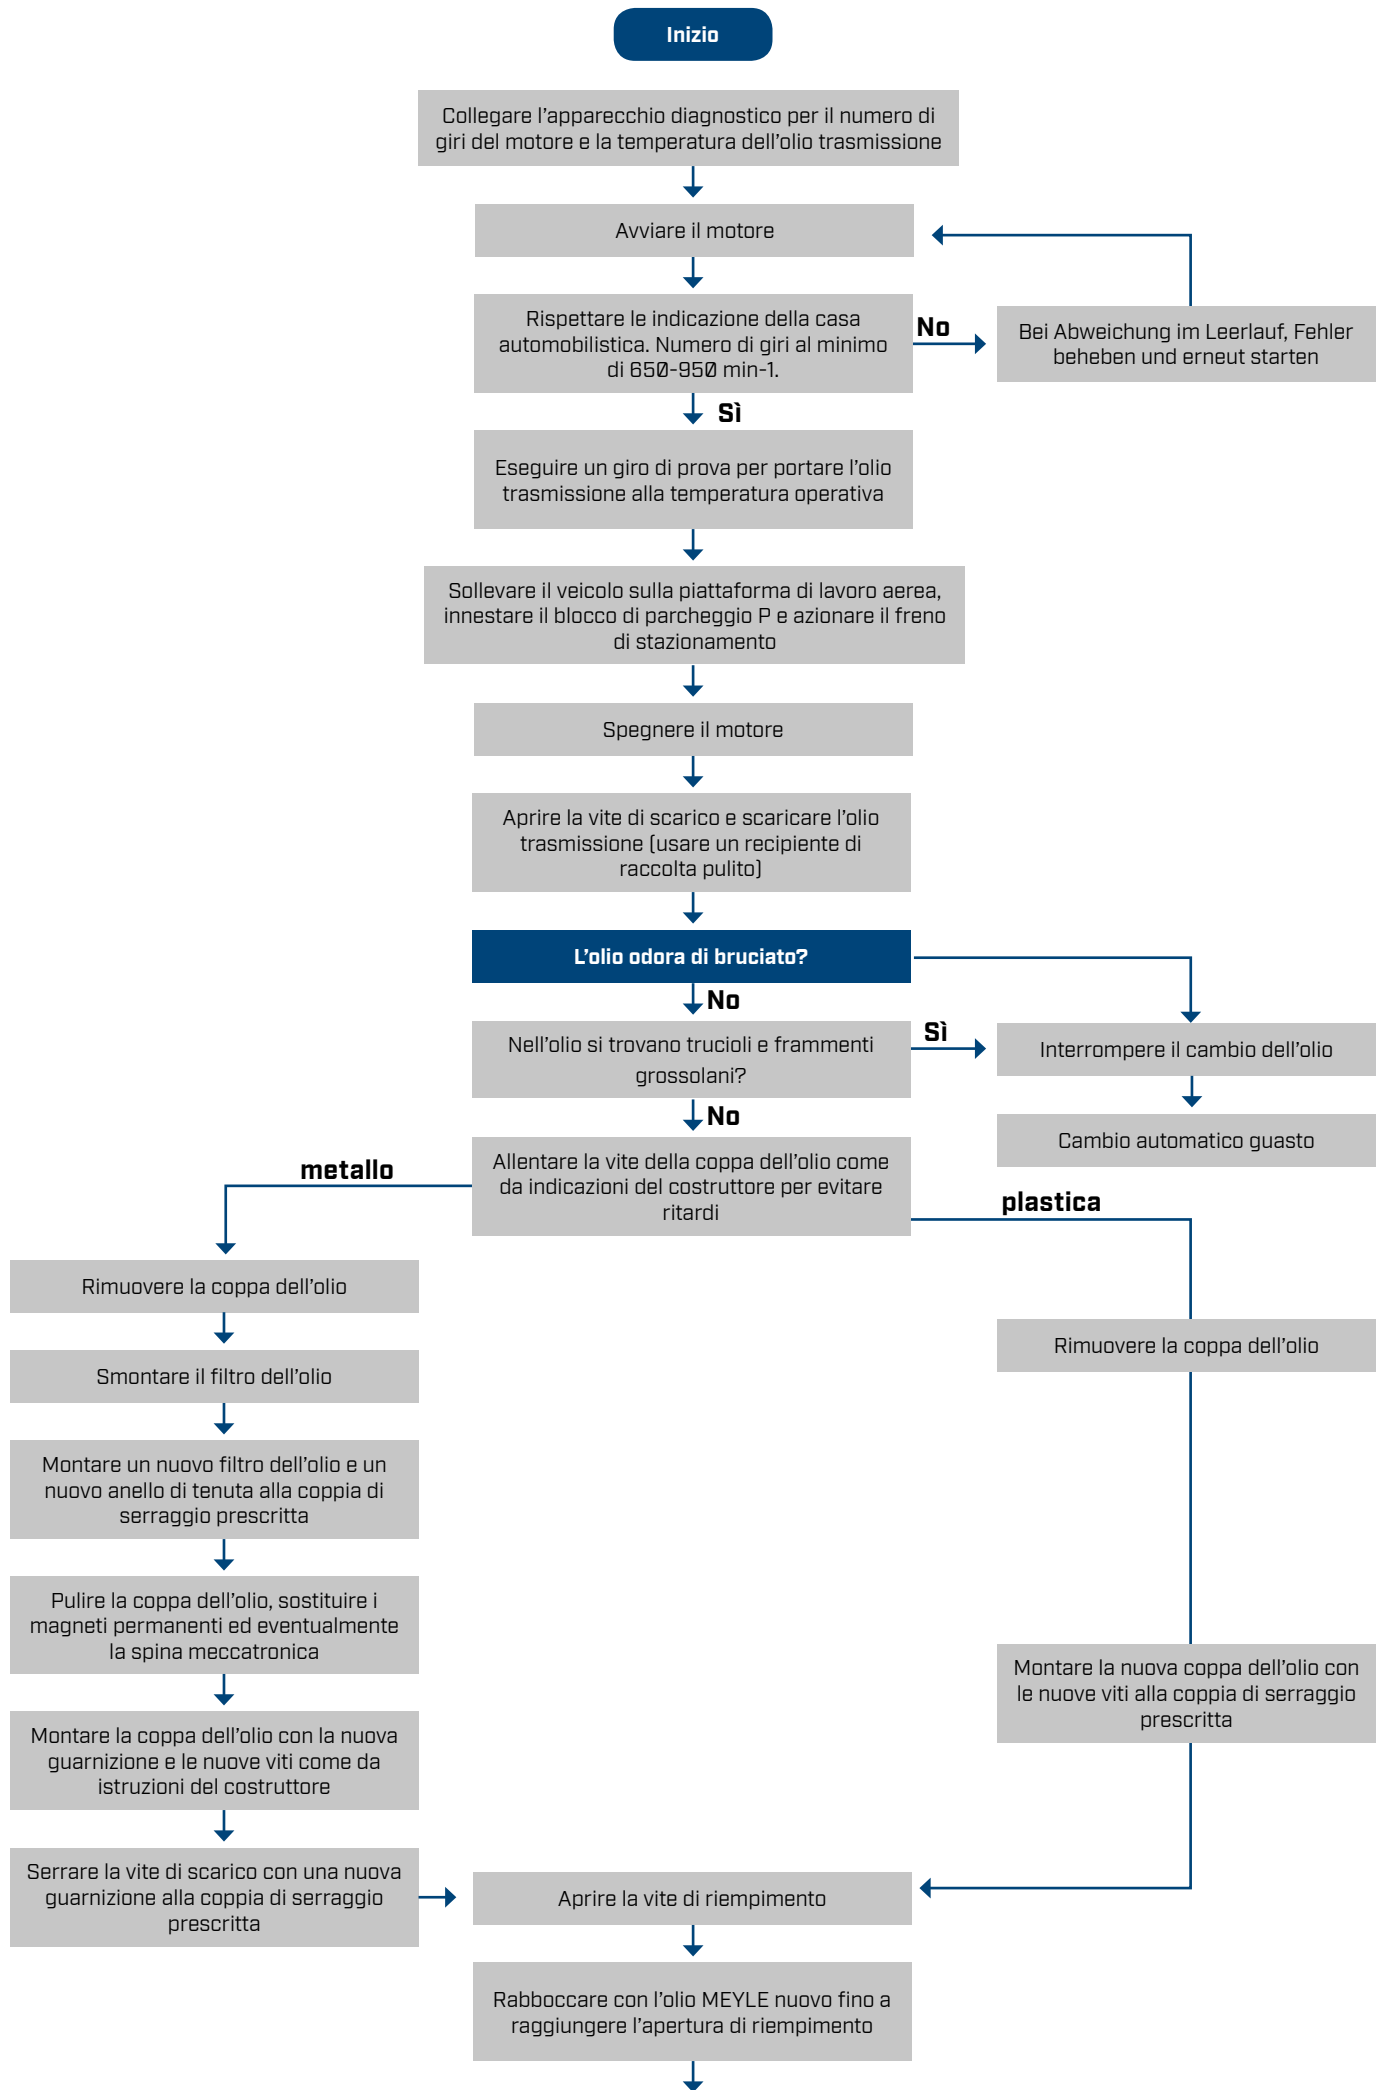 Inizio
Collegare l'apparecchio diagnostico per il numero di
giri del motore e la temperatura dell'olio trasmissione
Avviare il motore
Rispettare le indicazione della casa
automobilistica. Numero di giri al minimo
di 650-950 min-1.
No
Bei Abweichung im Leerlauf, Fehler
beheben und erneut starten
Sì
Eseguire un giro di prova per portare l'olio
trasmissione alla temperatura operativa
Sollevare il veicolo sulla piattaforma di lavoro aerea,
innestare il blocco di parcheggio P e azionare il freno
di stazionamento
Spegnere il motore
Aprire la vite di scarico e scaricare l'olio
trasmissione (usare un recipiente di
raccolta pulito)
L'olio odora di bruciato?
No
Nell'olio si trovano trucioli e frammenti
grossolani?
Sì
Interrompere il cambio dell'olio
Cambio automatico guasto
No
Allentare la vite della coppa dell'olio come
da indicazioni del costruttore per evitare
ritardi
metallo
plastica
Rimuovere la coppa dell'olio
Smontare il filtro dell'olio
Montare un nuovo filtro dell'olio e un
nuovo anello di tenuta alla coppia di
serraggio prescritta
Pulire la coppa dell'olio, sostituire i
magneti permanenti ed eventualmente
la spina meccatronica
Montare la coppa dell'olio con la nuova
guarnizione e le nuove viti come da
istruzioni del costruttore
Serrare la vite di scarico con una nuova
guarnizione alla coppia di serraggio
prescritta
Rimuovere la coppa dell'olio
Montare la nuova coppa dell'olio con
le nuove viti alla coppia di serraggio
prescritta
Aprire la vite di riempimento
Rabboccare con l'olio MEYLE nuovo fino a
raggiungere l'apertura di riempimento